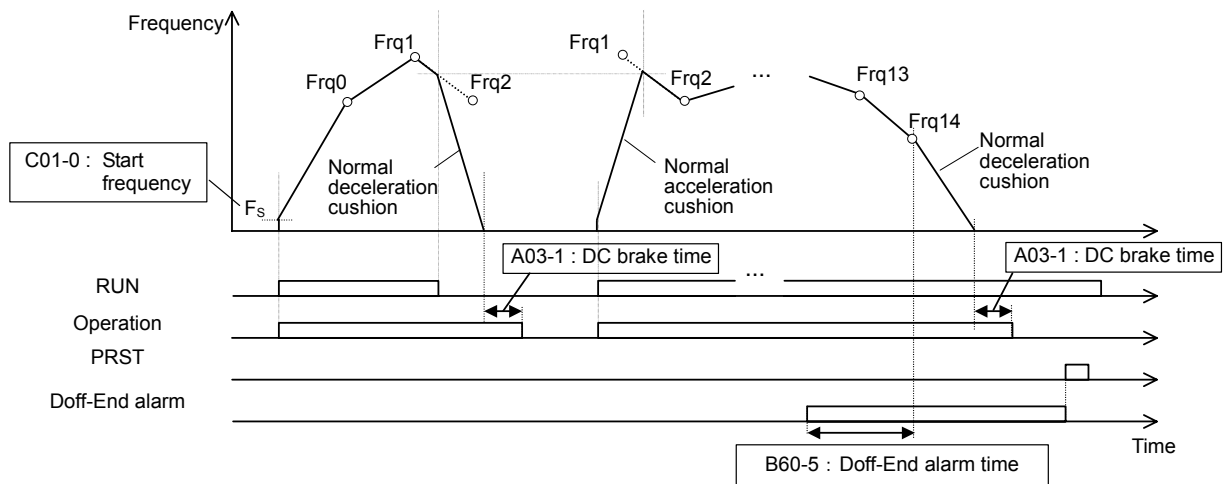 Frequency
Frq0
Frq1
Frq2
Frq1
Frq2
...
Frq13
Frq14
C01-0 : Start
frequency
FS
Normal
deceleration
cushion
Normal
acceleration
cushion
Normal
deceleration
cushion
A03-1 : DC brake time
A03-1 : DC brake time
RUN
...
Operation
PRST
Doff-End alarm
Time
B60-5 : Doff-End alarm time